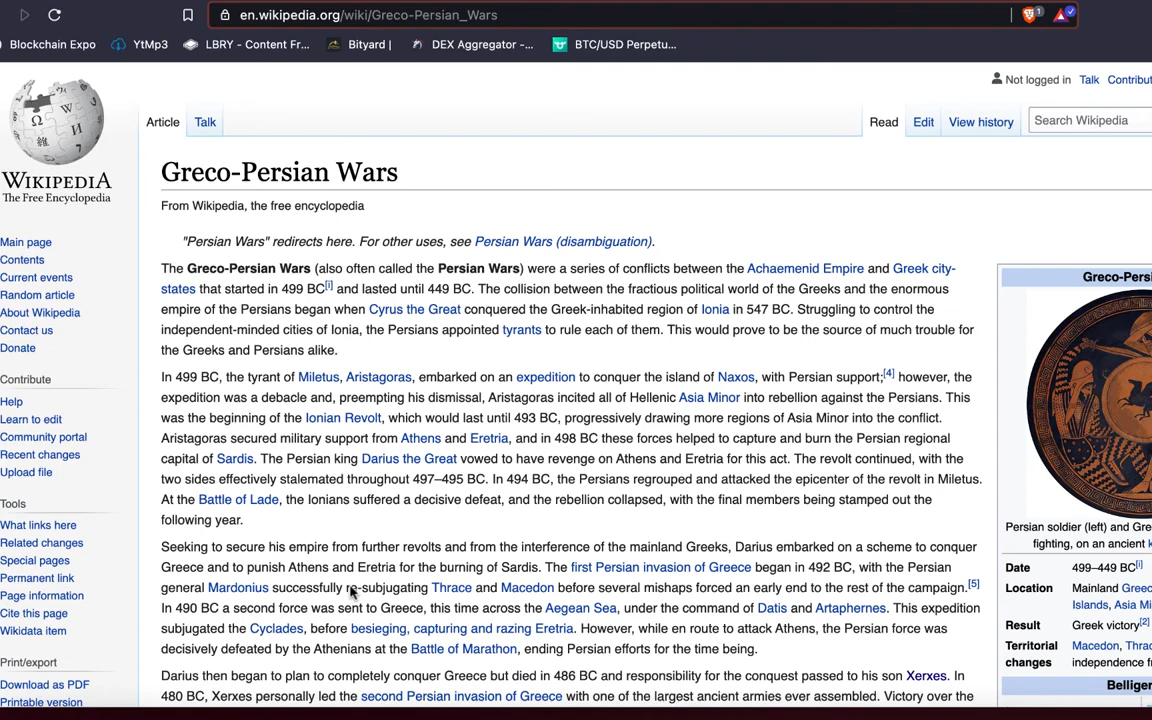 en.wikipedia.org/wiki/Greco-Persian_Wars
1
Blockchain Expo YtMp3 LBRY - Content Fr... Bityard | DEX Aggregator -... BTC/USD Perpetu...
Not logged in Talk Contribut
Article Talk Read Edit View history Search Wikipedia
WIKIPEDIA
The Free Encyclopedia
Main page
Contents
Current events
Random article
About Wikipedia
Contact us
Donate
Contribute
Help
Learn to edit
Community portal
Recent changes
Upload file
Tools
What links here
Related changes
Special pages
Permanent link
Page information
Cite this page
Wikidata item
Print/export
Download as PDF
Printable version
Greco-Persian Wars
From Wikipedia, the free encyclopedia
"Persian Wars" redirects here. For other uses, see Persian Wars (disambiguation).
The Greco-Persian Wars (also often called the Persian Wars) were a series of conflicts between the Achaemenid Empire and Greek city-
states that started in 499 BC[i] and lasted until 449 BC. The collision between the fractious political world of the Greeks and the enormous
empire of the Persians began when Cyrus the Great conquered the Greek-inhabited region of Ionia in 547 BC. Struggling to control the
independent-minded cities of Ionia, the Persians appointed tyrants to rule each of them. This would prove to be the source of much trouble for
the Greeks and Persians alike.
In 499 BC, the tyrant of Miletus, Aristagoras, embarked on an expedition to conquer the island of Naxos, with Persian support;[4] however, the
expedition was a debacle and, preempting his dismissal, Aristagoras incited all of Hellenic Asia Minor into rebellion against the Persians. This
was the beginning of the Ionian Revolt, which would last until 493 BC, progressively drawing more regions of Asia Minor into the conflict.
Aristagoras secured military support from Athens and Eretria, and in 498 BC these forces helped to capture and burn the Persian regional
capital of Sardis. The Persian king Darius the Great vowed to have revenge on Athens and Eretria for this act. The revolt continued, with the
two sides effectively stalemated throughout 497–495 BC. In 494 BC, the Persians regrouped and attacked the epicenter of the revolt in Miletus.
At the Battle of Lade, the Ionians suffered a decisive defeat, and the rebellion collapsed, with the final members being stamped out the
following year.
Seeking to secure his empire from further revolts and from the interference of the mainland Greeks, Darius embarked on a scheme to conquer
Greece and to punish Athens and Eretria for the burning of Sardis. The first Persian invasion of Greece began in 492 BC, with the Persian
general Mardonius successfully re-subjugating Thrace and Macedon before several mishaps forced an early end to the rest of the campaign.[5]
In 490 BC a second force was sent to Greece, this time across the Aegean Sea, under the command of Datis and Artaphernes. This expedition
subjugated the Cyclades, before besieging, capturing and razing Eretria. However, while en route to attack Athens, the Persian force was
decisively defeated by the Athenians at the Battle of Marathon, ending Persian efforts for the time being.
Darius then began to plan to completely conquer Greece but died in 486 BC and responsibility for the conquest passed to his son Xerxes. In
480 BC, Xerxes personally led the second Persian invasion of Greece with one of the largest ancient armies ever assembled. Victory over the
Greco-Persi
Persian soldier (left) and Gre
fighting, on an ancient k
Date 499–449 BC[i]
Location Mainland Greec
Islands, Asia Mi
Result Greek victory[2]
Territorial changes Macedon, Thrac
independence fr
Belliger